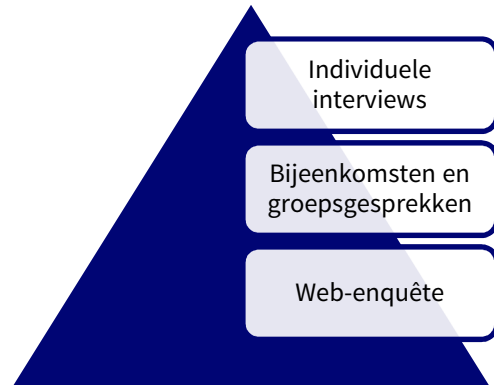 Individuele
interviews
Bijeenkomsten en
groepsgesprekken
Web-enquête